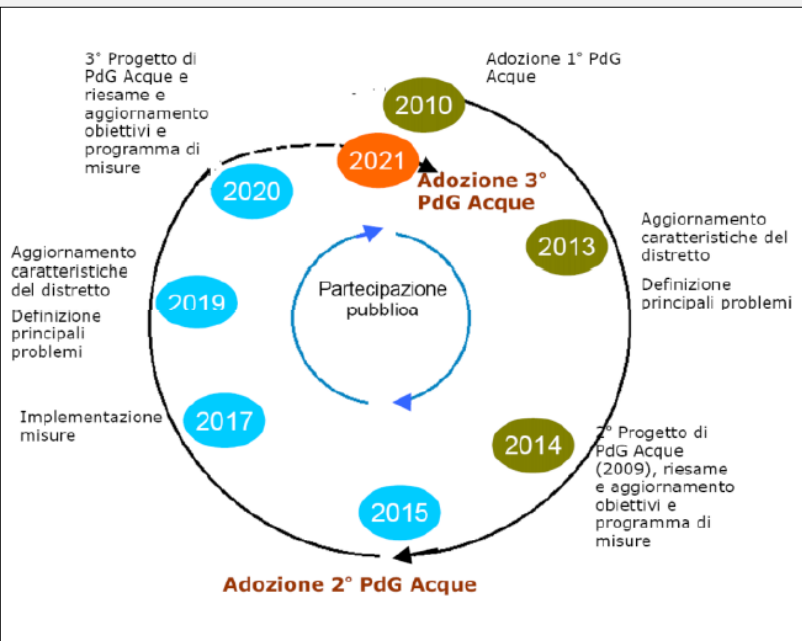 Adozione 1° PdG
Acque
2010
2013
Aggiornamento
caratteristiche del
distretto
Definizione
principali problemi
2014
2° Progetto di
PdG Acque
(2009), riesame
e aggiornamento
obiettivi e
programma di
misure
2015
Adozione 2° PdG Acque
2017
Implementazione
misure
2019
Aggiornamento
caratteristiche
del distretto
Definizione
principali
problemi
2020
3° Progetto di
PdG Acque e
riesame e
aggiornamento
obiettivi e
programma di
misure
2021
Adozione 3°
PdG Acque
Partecipazione
pubblica